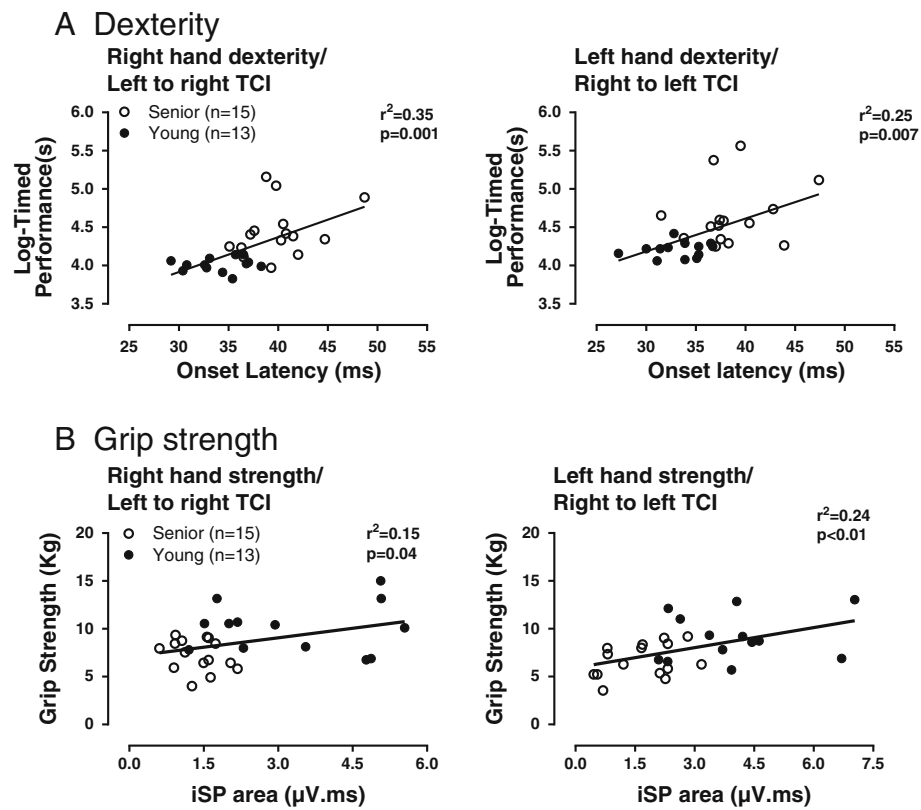 A Dexterity
Right hand dexterity/
Left to right TCI
Senior (n=15)
Young (n=13)
r²=0.35
p=0.001
Log-Timed
Performance(s)
6.0
5.5
5.0
4.5
4.0
3.5
25 30 35 40 45 50 55
Onset Latency (ms)
Left hand dexterity/
Right to left TCI
r²=0.25
p=0.007
Log-Timed
Performance(s)
6.0
5.5
5.0
4.5
4.0
3.5
25 30 35 40 45 50 55
Onset latency (ms)
B Grip strength
Right hand strength/
Left to right TCI
Senior (n=15)
Young (n=13)
r²=0.15
p=0.04
Grip Strength (Kg)
20
15
10
5
0
0.0 1.5 3.0 4.5 6.0
iSP area (µV.ms)
Left hand strength/
Right to left TCI
r²=0.24
p<0.01
Grip Strength (Kg)
20
15
10
5
0
0.0 1.5 3.0 4.5 6.0 7.5
iSP area (µV.ms)